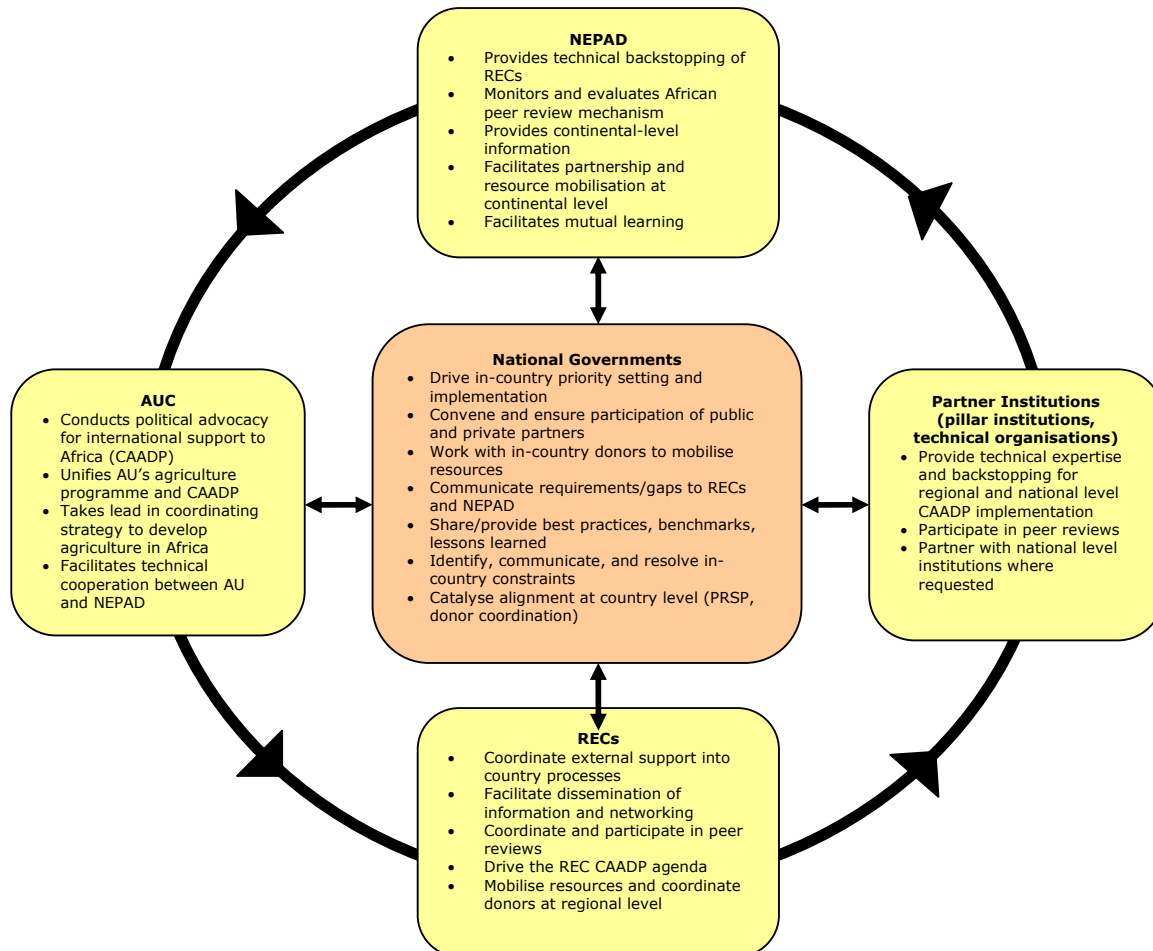 NEPAD
• Provides technical backstopping of
RECs
• Monitors and evaluates African
peer review mechanism
• Provides continental-level
information
• Facilitates partnership and
resource mobilisation at
continental level
• Facilitates mutual learning
AUC
• Conducts political advocacy
for international support to
Africa (CAADP)
• Unifies AU’s agriculture
programme and CAADP
• Takes lead in coordinating
strategy to develop
agriculture in Africa
• Facilitates technical
cooperation between AU
and NEPAD
National Governments
• Drive in-country priority setting and
implementation
• Convene and ensure participation of public
and private partners
• Work with in-country donors to mobilise
resources
• Communicate requirements/gaps to RECs
and NEPAD
• Share/provide best practices, benchmarks,
lessons learned
• Identify, communicate, and resolve in-
country constraints
• Catalyse alignment at country level (PRSP,
donor coordination)
Partner Institutions
(pillar institutions,
technical organisations)
• Provide technical expertise
and backstopping for
regional and national level
CAADP implementation
• Participate in peer reviews
• Partner with national level
institutions where
requested
RECs
• Coordinate external support into
country processes
• Facilitate dissemination of
information and networking
• Coordinate and participate in peer
reviews
• Drive the REC CAADP agenda
• Mobilise resources and coordinate
donors at regional level